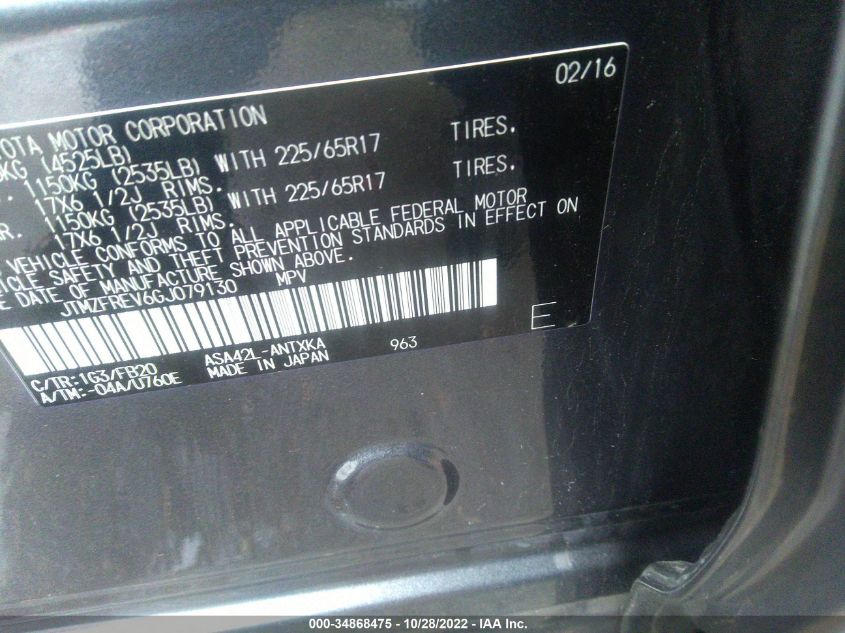 02/16
OTA MOTOR CORPORATION
KG (4525LB)
1150KG (2535LB) WITH 225/65R17 TIRES.
17X6 1/2J RIMS.
R. 1150KG (2535LB) WITH 225/65R17 TIRES.
17X6 1/2J RIMS.
VEHICLE CONFORMS TO ALL APPLICABLE FEDERAL MOTOR
HICLE SAFETY AND THEFT PREVENTION STANDARDS IN EFFECT ON
E DATE OF MANUFACTURE SHOWN ABOVE.
JTMZFREV6GJ079130 MPV
E
C/TR:1G3/FB20 ASA42L-ANTXKA 963
A/TM:-04A/U760E MADE IN JAPAN
000-34868475 - 10/28/2022 - IAA Inc.